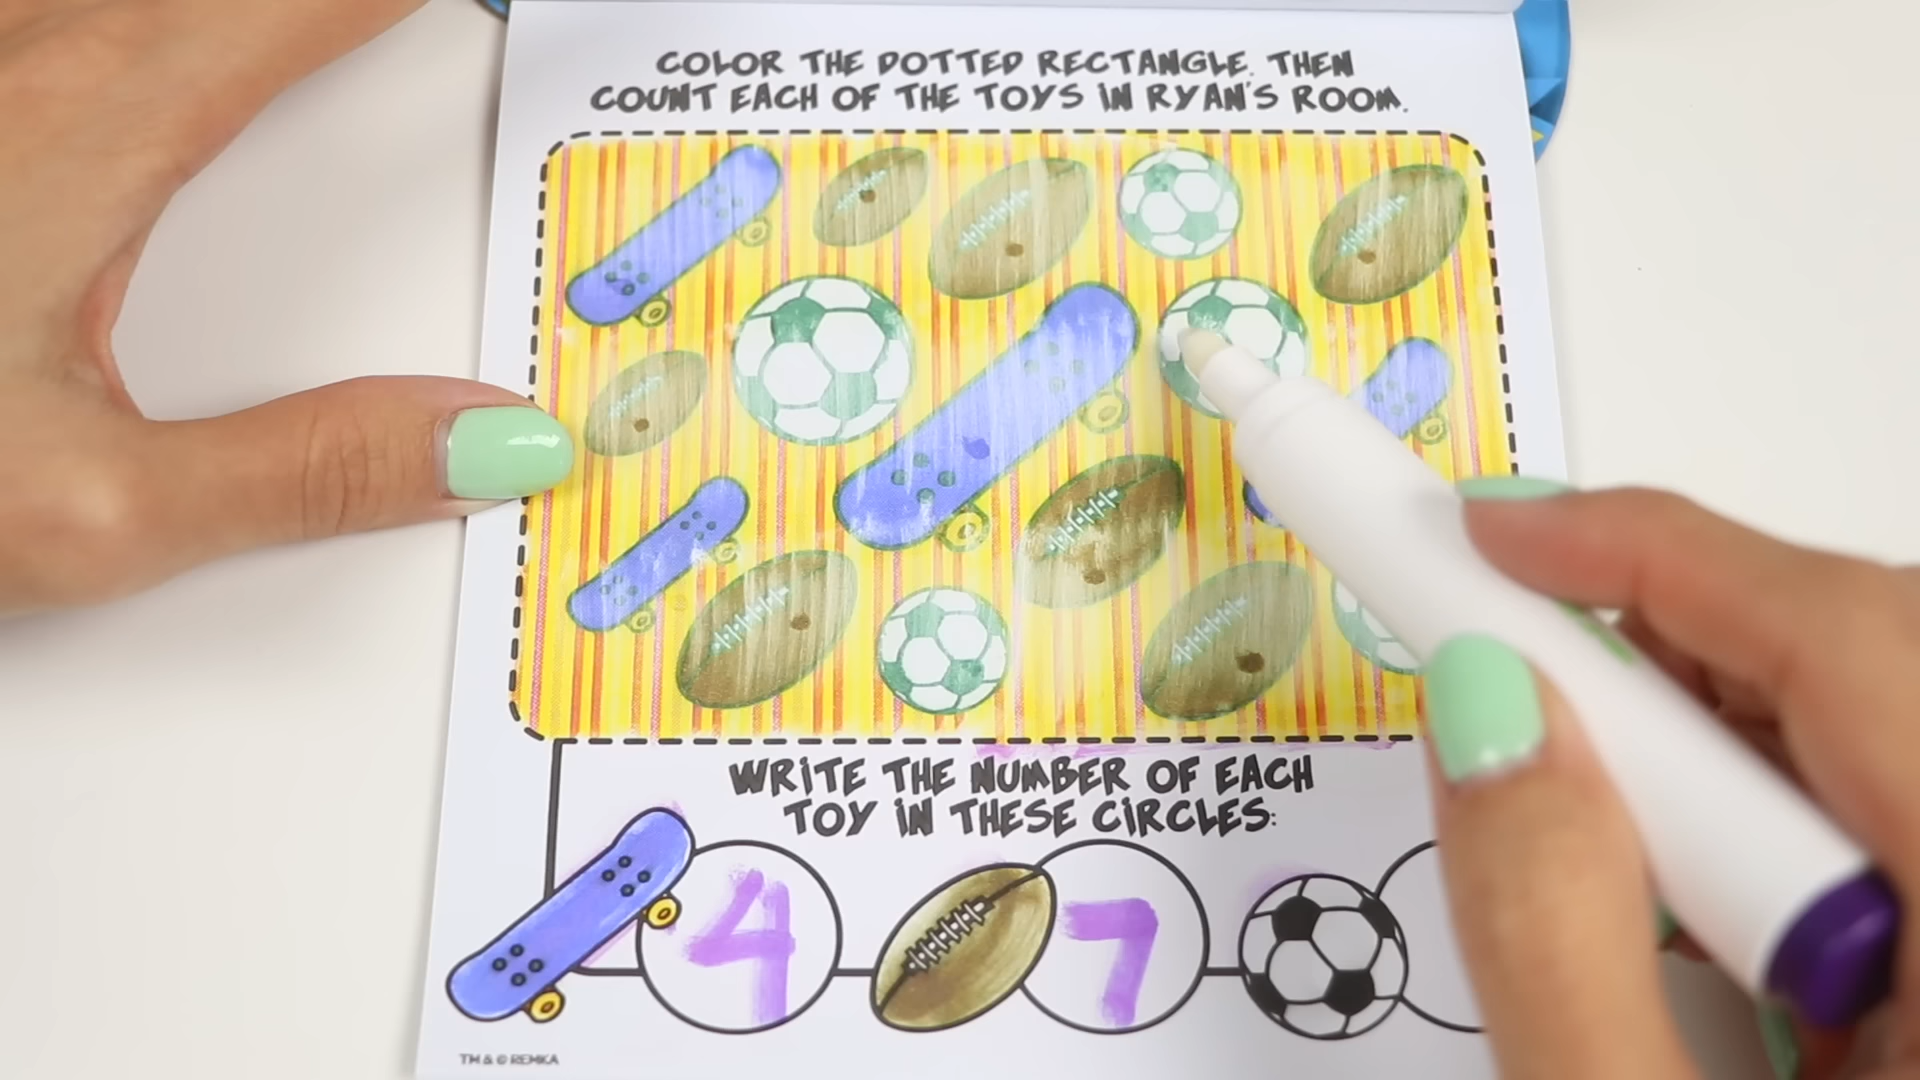 COLOR THE DOTTED RECTANGLE. THEN
COUNT EACH OF THE TOYS IN RYAN'S ROOM.
WRITE THE NUMBER OF EACH
TOY IN THESE CIRCLES:
4 7
TM & © REMKA